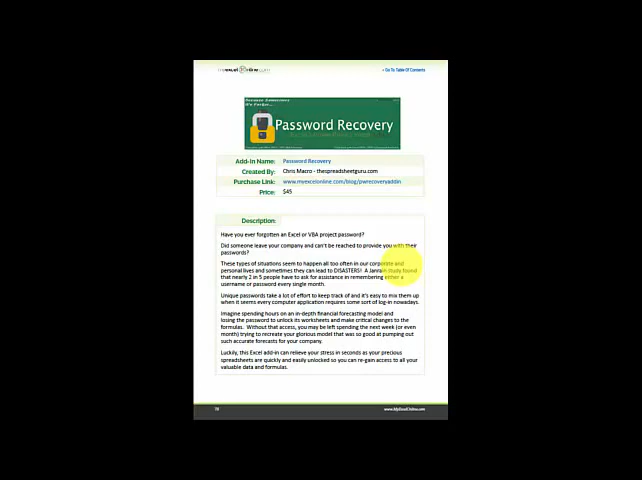 myexcelonline.com
< Go To Table Of Contents
Password Recovery
Add-In Name: Password Recovery
Created By: Chris Macro - thespreadsheetguru.com
Purchase Link: www.myexcelonline.com/blog/pwrecoveryaddin
Price: $45
Description:
Have you ever forgotten an Excel or VBA project password?
Did someone leave your company and can't be reached to provide you with their
passwords?
These types of situations seem to happen all too often in our corporate and
personal lives and sometimes they can lead to DISASTERS! A Janrain study found
that nearly 2 in 5 people have to ask for assistance in remembering either a
username or password every single month.
Unique passwords take a lot of effort to keep track of and it's easy to mix them up
when it seems every computer application requires some sort of log-in nowadays.
Imagine spending hours on an in-depth financial forecasting model and
losing the password to unlock its worksheets and make critical changes to the
formulas. Without that access, you may be left spending the next week (or even
month) trying to recreate your glorious model that was so good at pumping out
such accurate forecasts for your company.
Luckily, this Excel add-in can relieve your stress in seconds as your precious
spreadsheets are quickly and easily unlocked so you can re-gain access to all your
valuable data and formulas.
www.MyExcelOnline.com